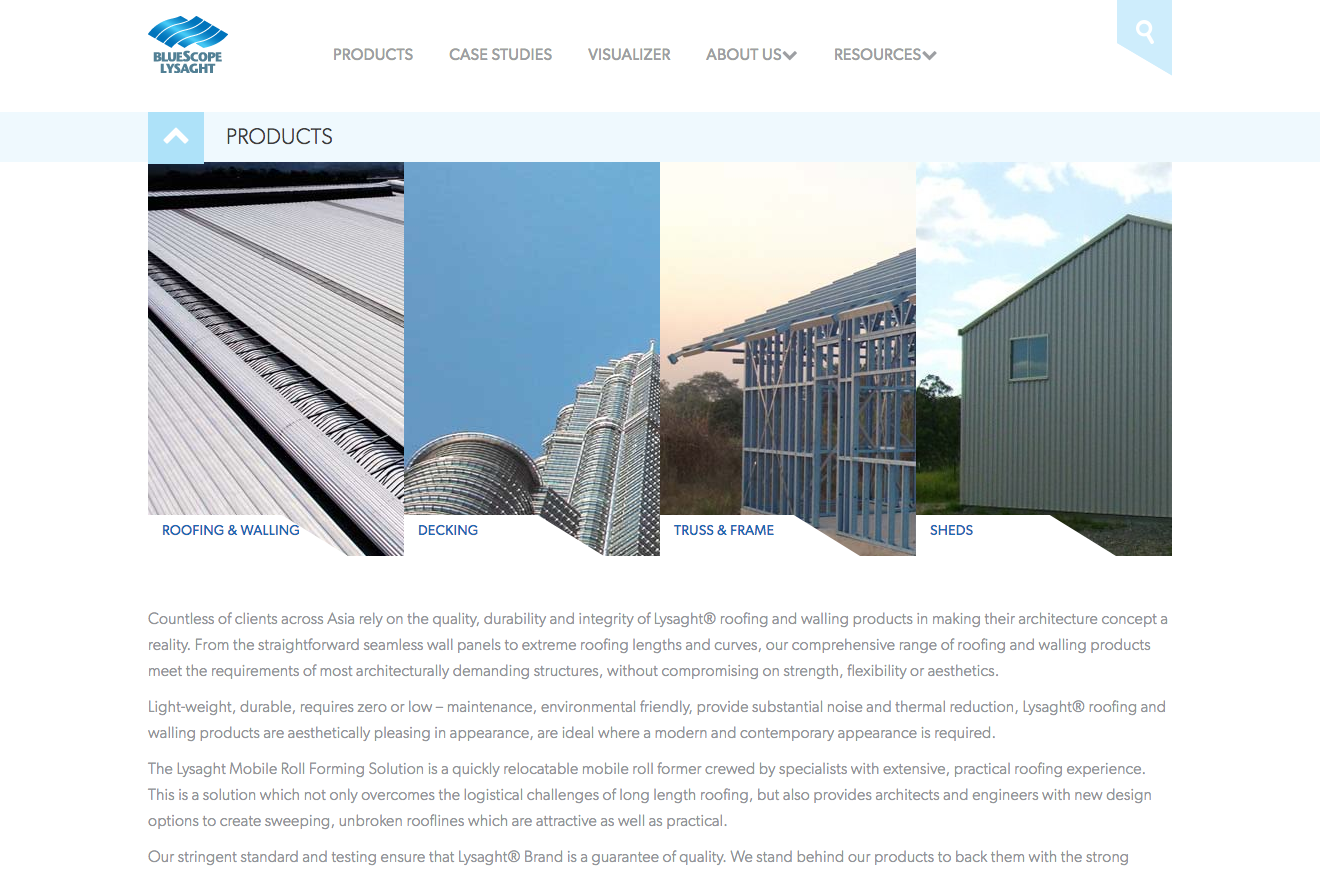 BLUESCOPE
LYSAGHT
PRODUCTS
CASE STUDIES
VISUALIZER
ABOUT US
RESOURCES
PRODUCTS
ROOFING & WALLING
DECKING
TRUSS & FRAME
SHEDS
Countless of clients across Asia rely on the quality, durability and integrity of Lysaght® roofing and walling products in making their architecture concept a
reality. From the straightforward seamless wall panels to extreme roofing lengths and curves, our comprehensive range of roofing and walling products
meet the requirements of most architecturally demanding structures, without compromising on strength, flexibility or aesthetics.
Light-weight, durable, requires zero or low – maintenance, environmental friendly, provide substantial noise and thermal reduction, Lysaght® roofing and
walling products are aesthetically pleasing in appearance, are ideal where a modern and contemporary appearance is required.
The Lysaght Mobile Roll Forming Solution is a quickly relocatable mobile roll former crewed by specialists with extensive, practical roofing experience.
This is a solution which not only overcomes the logistical challenges of long length roofing, but also provides architects and engineers with new design
options to create sweeping, unbroken rooflines which are attractive as well as practical.
Our stringent standard and testing ensure that Lysaght® Brand is a guarantee of quality. We stand behind our products to back them with the strong